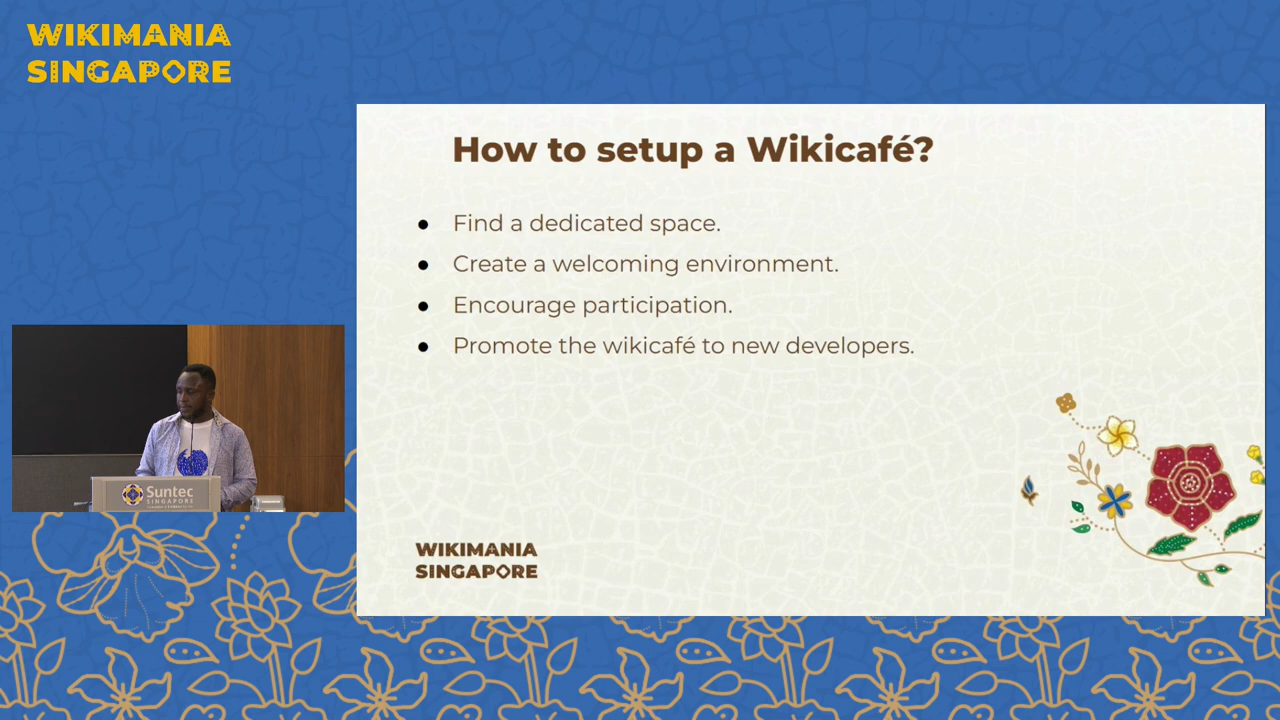 WIKIMANIA
SINGAPORE
How to setup a Wikicafé?
● Find a dedicated space.
● Create a welcoming environment.
● Encourage participation.
● Promote the wikicafé to new developers.
Suntec
SINGAPORE
WIKIMANIA
SINGAPORE